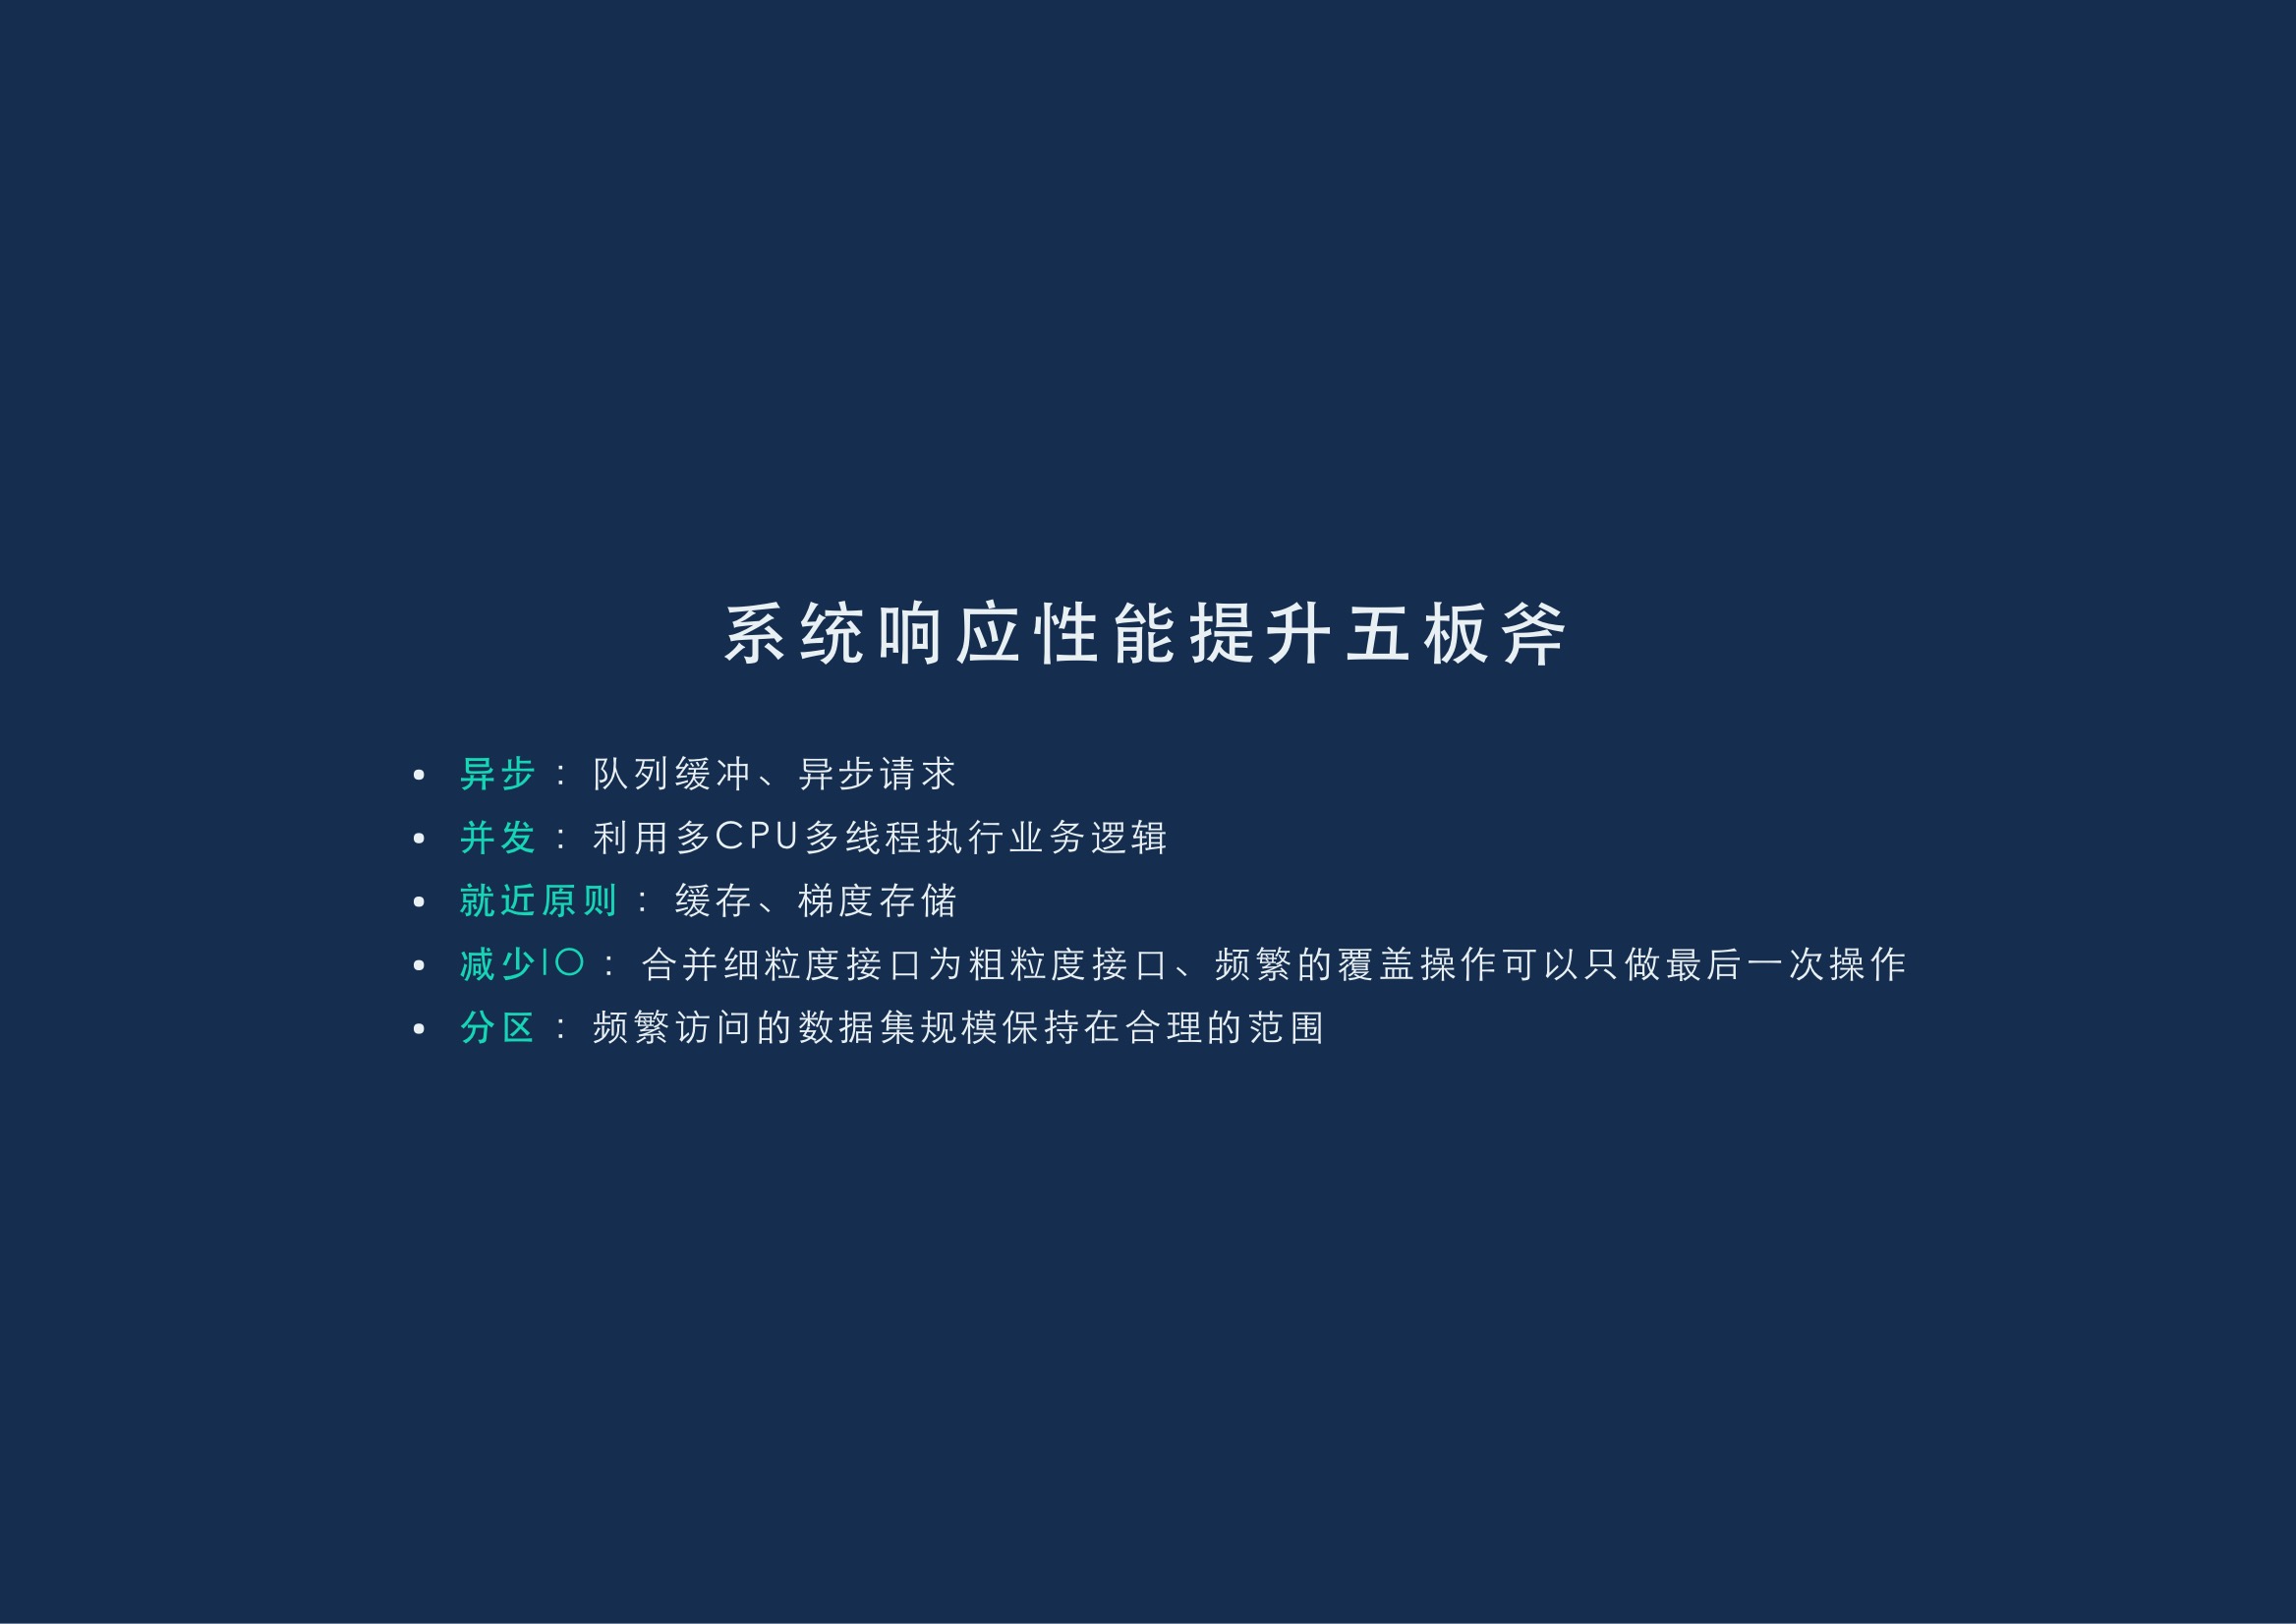 系统响应性能提升五板斧
• 异步： 队列缓冲、异步请求
• 并发： 利用多CPU多线程执行业务逻辑
• 就近原则： 缓存、梯度存储
• 减少IO： 合并细粒度接口为粗粒度接口、频繁的覆盖操作可以只做最后一次操作
• 分区： 频繁访问的数据集规模保持在合理的范围